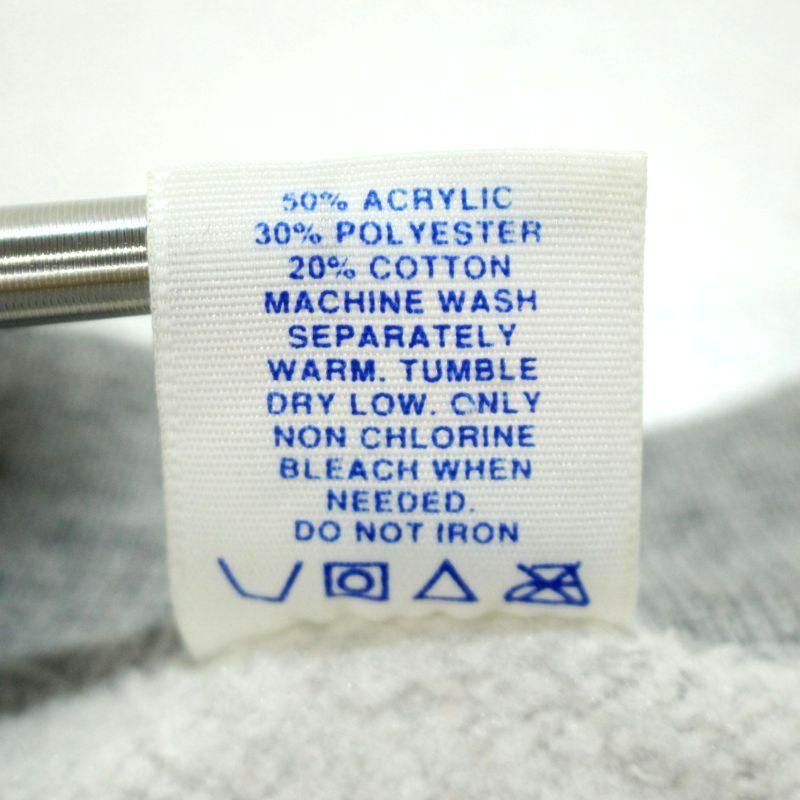 50% ACRYLIC
30% POLYESTER
20% COTTON
MACHINE WASH
SEPARATELY
WARM. TUMBLE
DRY LOW. ONLY
NON CHLORINE
BLEACH WHEN
NEEDED.
DO NOT IRON